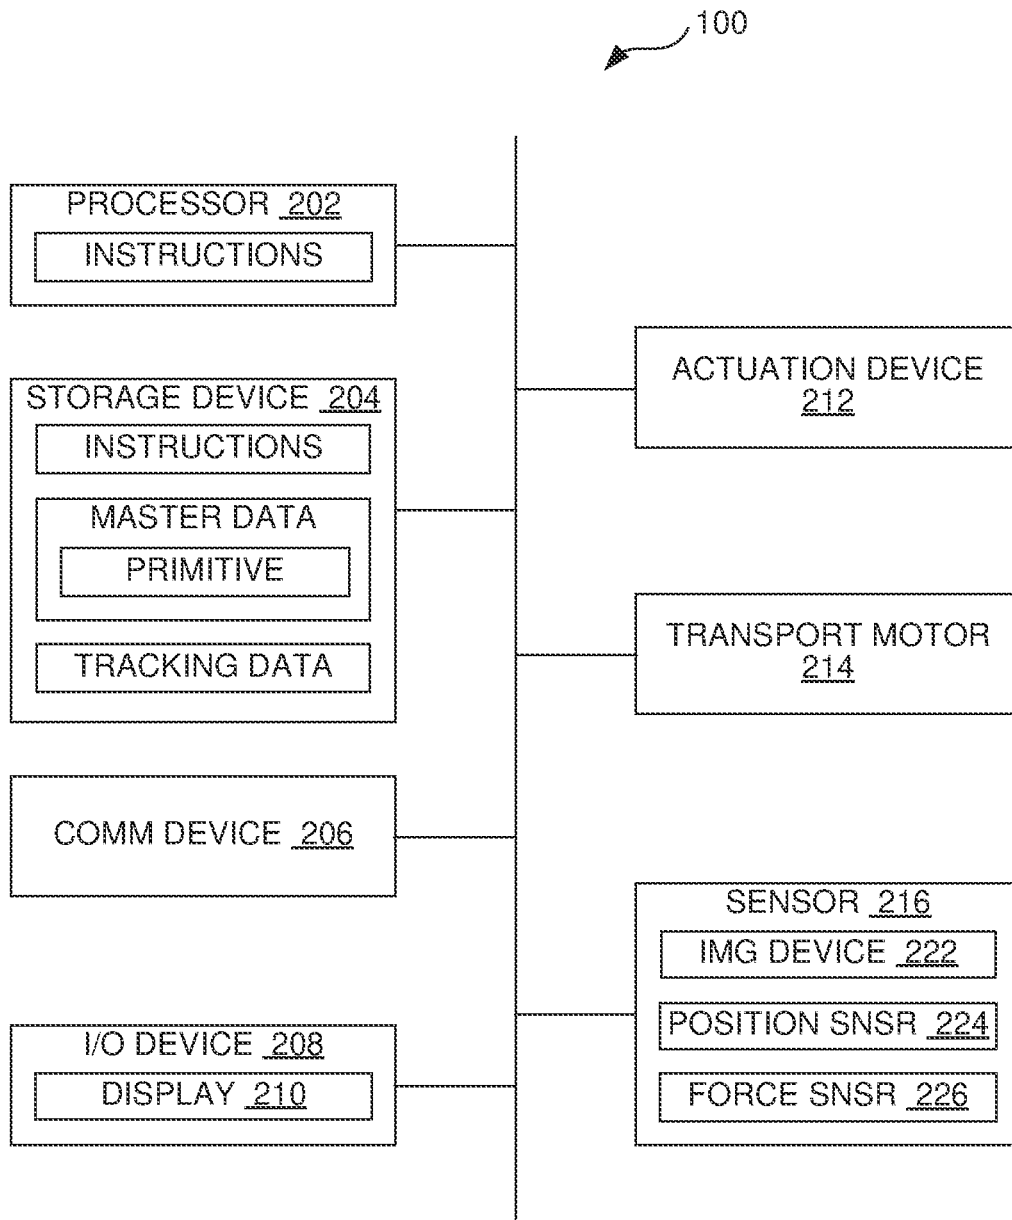 100
PROCESSOR 202
INSTRUCTIONS
STORAGE DEVICE 204
INSTRUCTIONS
MASTER DATA
PRIMITIVE
TRACKING DATA
COMM DEVICE 206
I/O DEVICE 208
DISPLAY 210
ACTUATION DEVICE
212
TRANSPORT MOTOR
214
SENSOR 216
IMG DEVICE 222
POSITION SNSR 224
FORCE SNSR 226